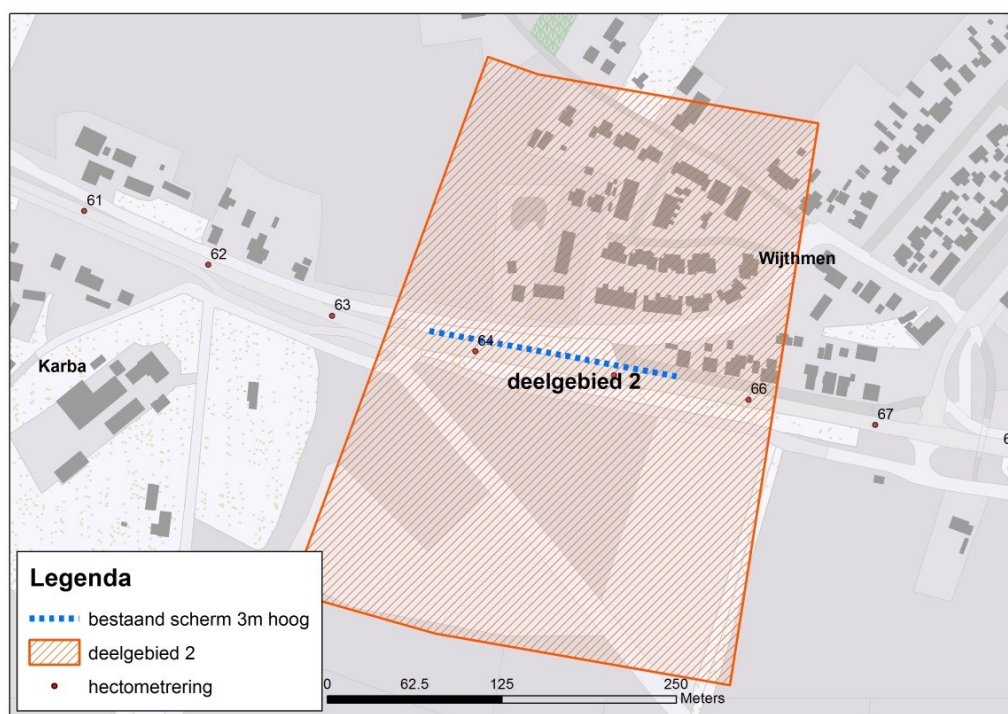 61
62
63
64
Wijthmen
Karba
deelgebied 2
66
67
Legenda
bestaand scherm 3m hoog
deelgebied 2
hectometrering
0 62.5 125 250
Meters